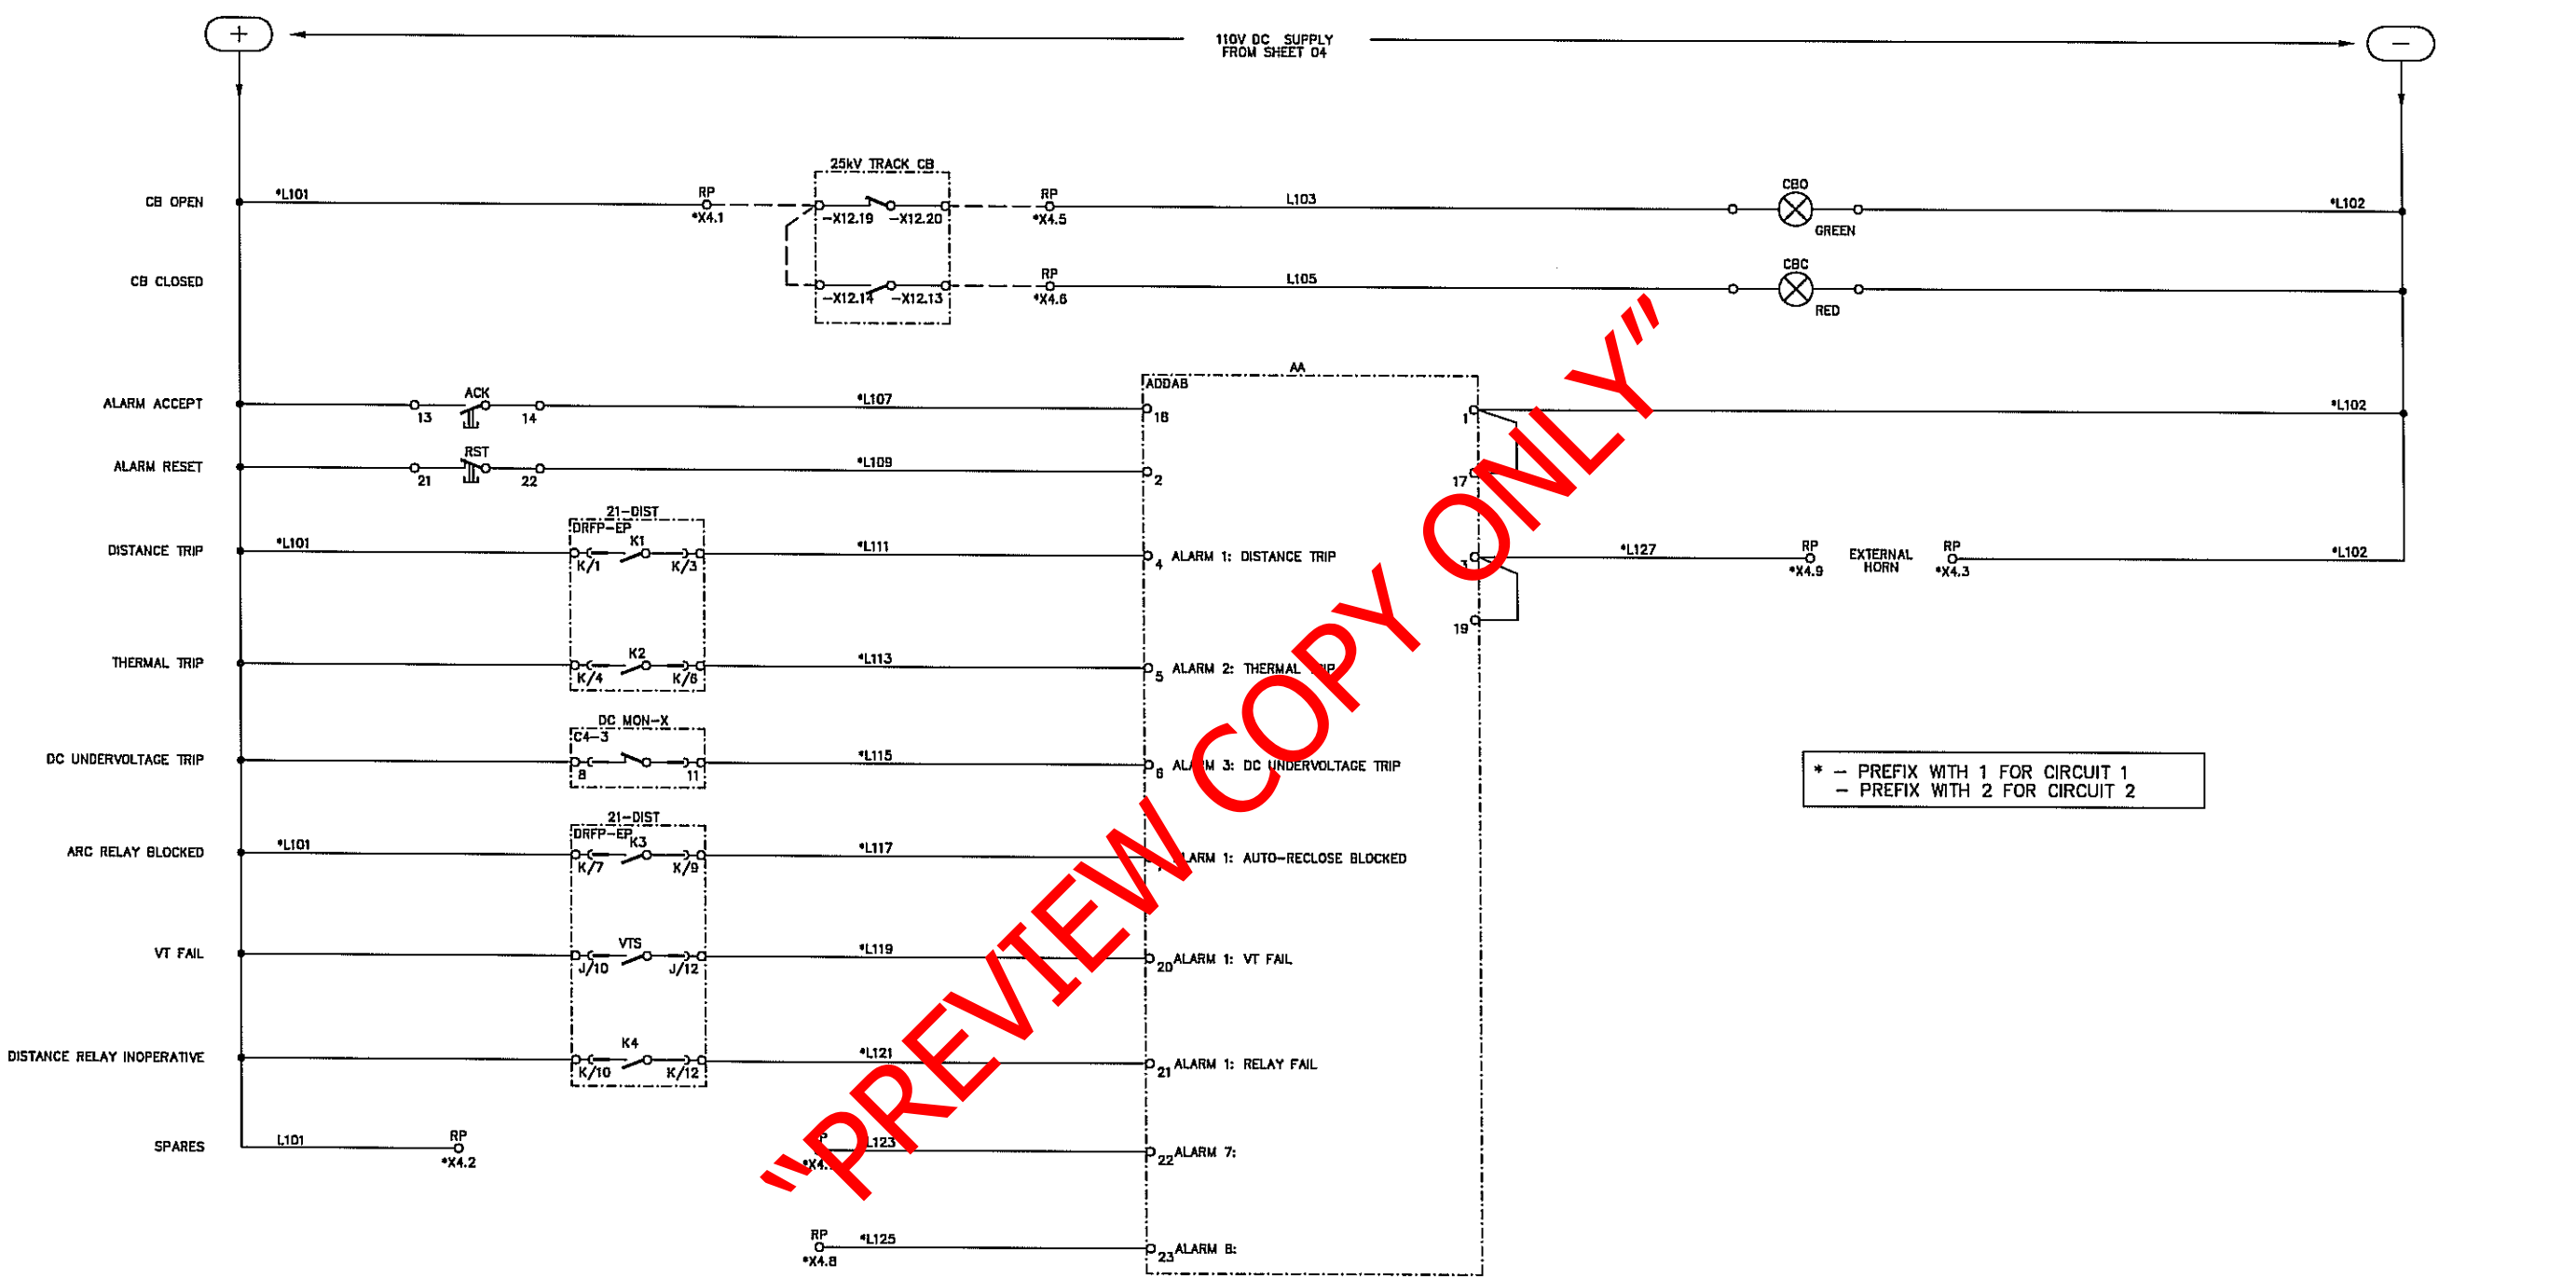 +
110V DC SUPPLY
FROM SHEET 04
−
25kV TRACK CB
CB OPEN
*L101
RP
*X4.1
-X12.19
-X12.20
RP
*X4.5
L103
CBO
GREEN
*L102
CB CLOSED
-X12.14
-X12.13
RP
*X4.6
L105
CBC
RED
AA
ADDAB
ALARM ACCEPT
13
ACK
14
*L107
16
1
*L102
ALARM RESET
21
RST
22
*L109
2
17
21-DIST
DRFP-EP
DISTANCE TRIP
*L101
K/1
K1
K/3
*L111
4
ALARM 1: DISTANCE TRIP
3
*L127
RP
*X4.9
EXTERNAL
HORN
RP
*X4.3
*L102
19
THERMAL TRIP
K/4
K2
K/6
*L113
5
ALARM 2: THERMAL TRIP
DC MON-X
C4-3
DC UNDERVOLTAGE TRIP
8
11
*L115
6
ALARM 3: DC UNDERVOLTAGE TRIP
* - PREFIX WITH 1 FOR CIRCUIT 1
- PREFIX WITH 2 FOR CIRCUIT 2
21-DIST
DRFP-EP
ARC RELAY BLOCKED
*L101
K/7
K3
K/9
*L117
ALARM 1: AUTO-RECLOSE BLOCKED
VT FAIL
J/10
VTS
J/12
*L119
20
ALARM 1: VT FAIL
DISTANCE RELAY INOPERATIVE
K/10
K4
K/12
*L121
21
ALARM 1: RELAY FAIL
SPARES
L101
RP
*X4.2
L123
22
ALARM 7:
RP
*X4.8
*L125
23
ALARM 8:
"PREVIEW COPY ONLY"